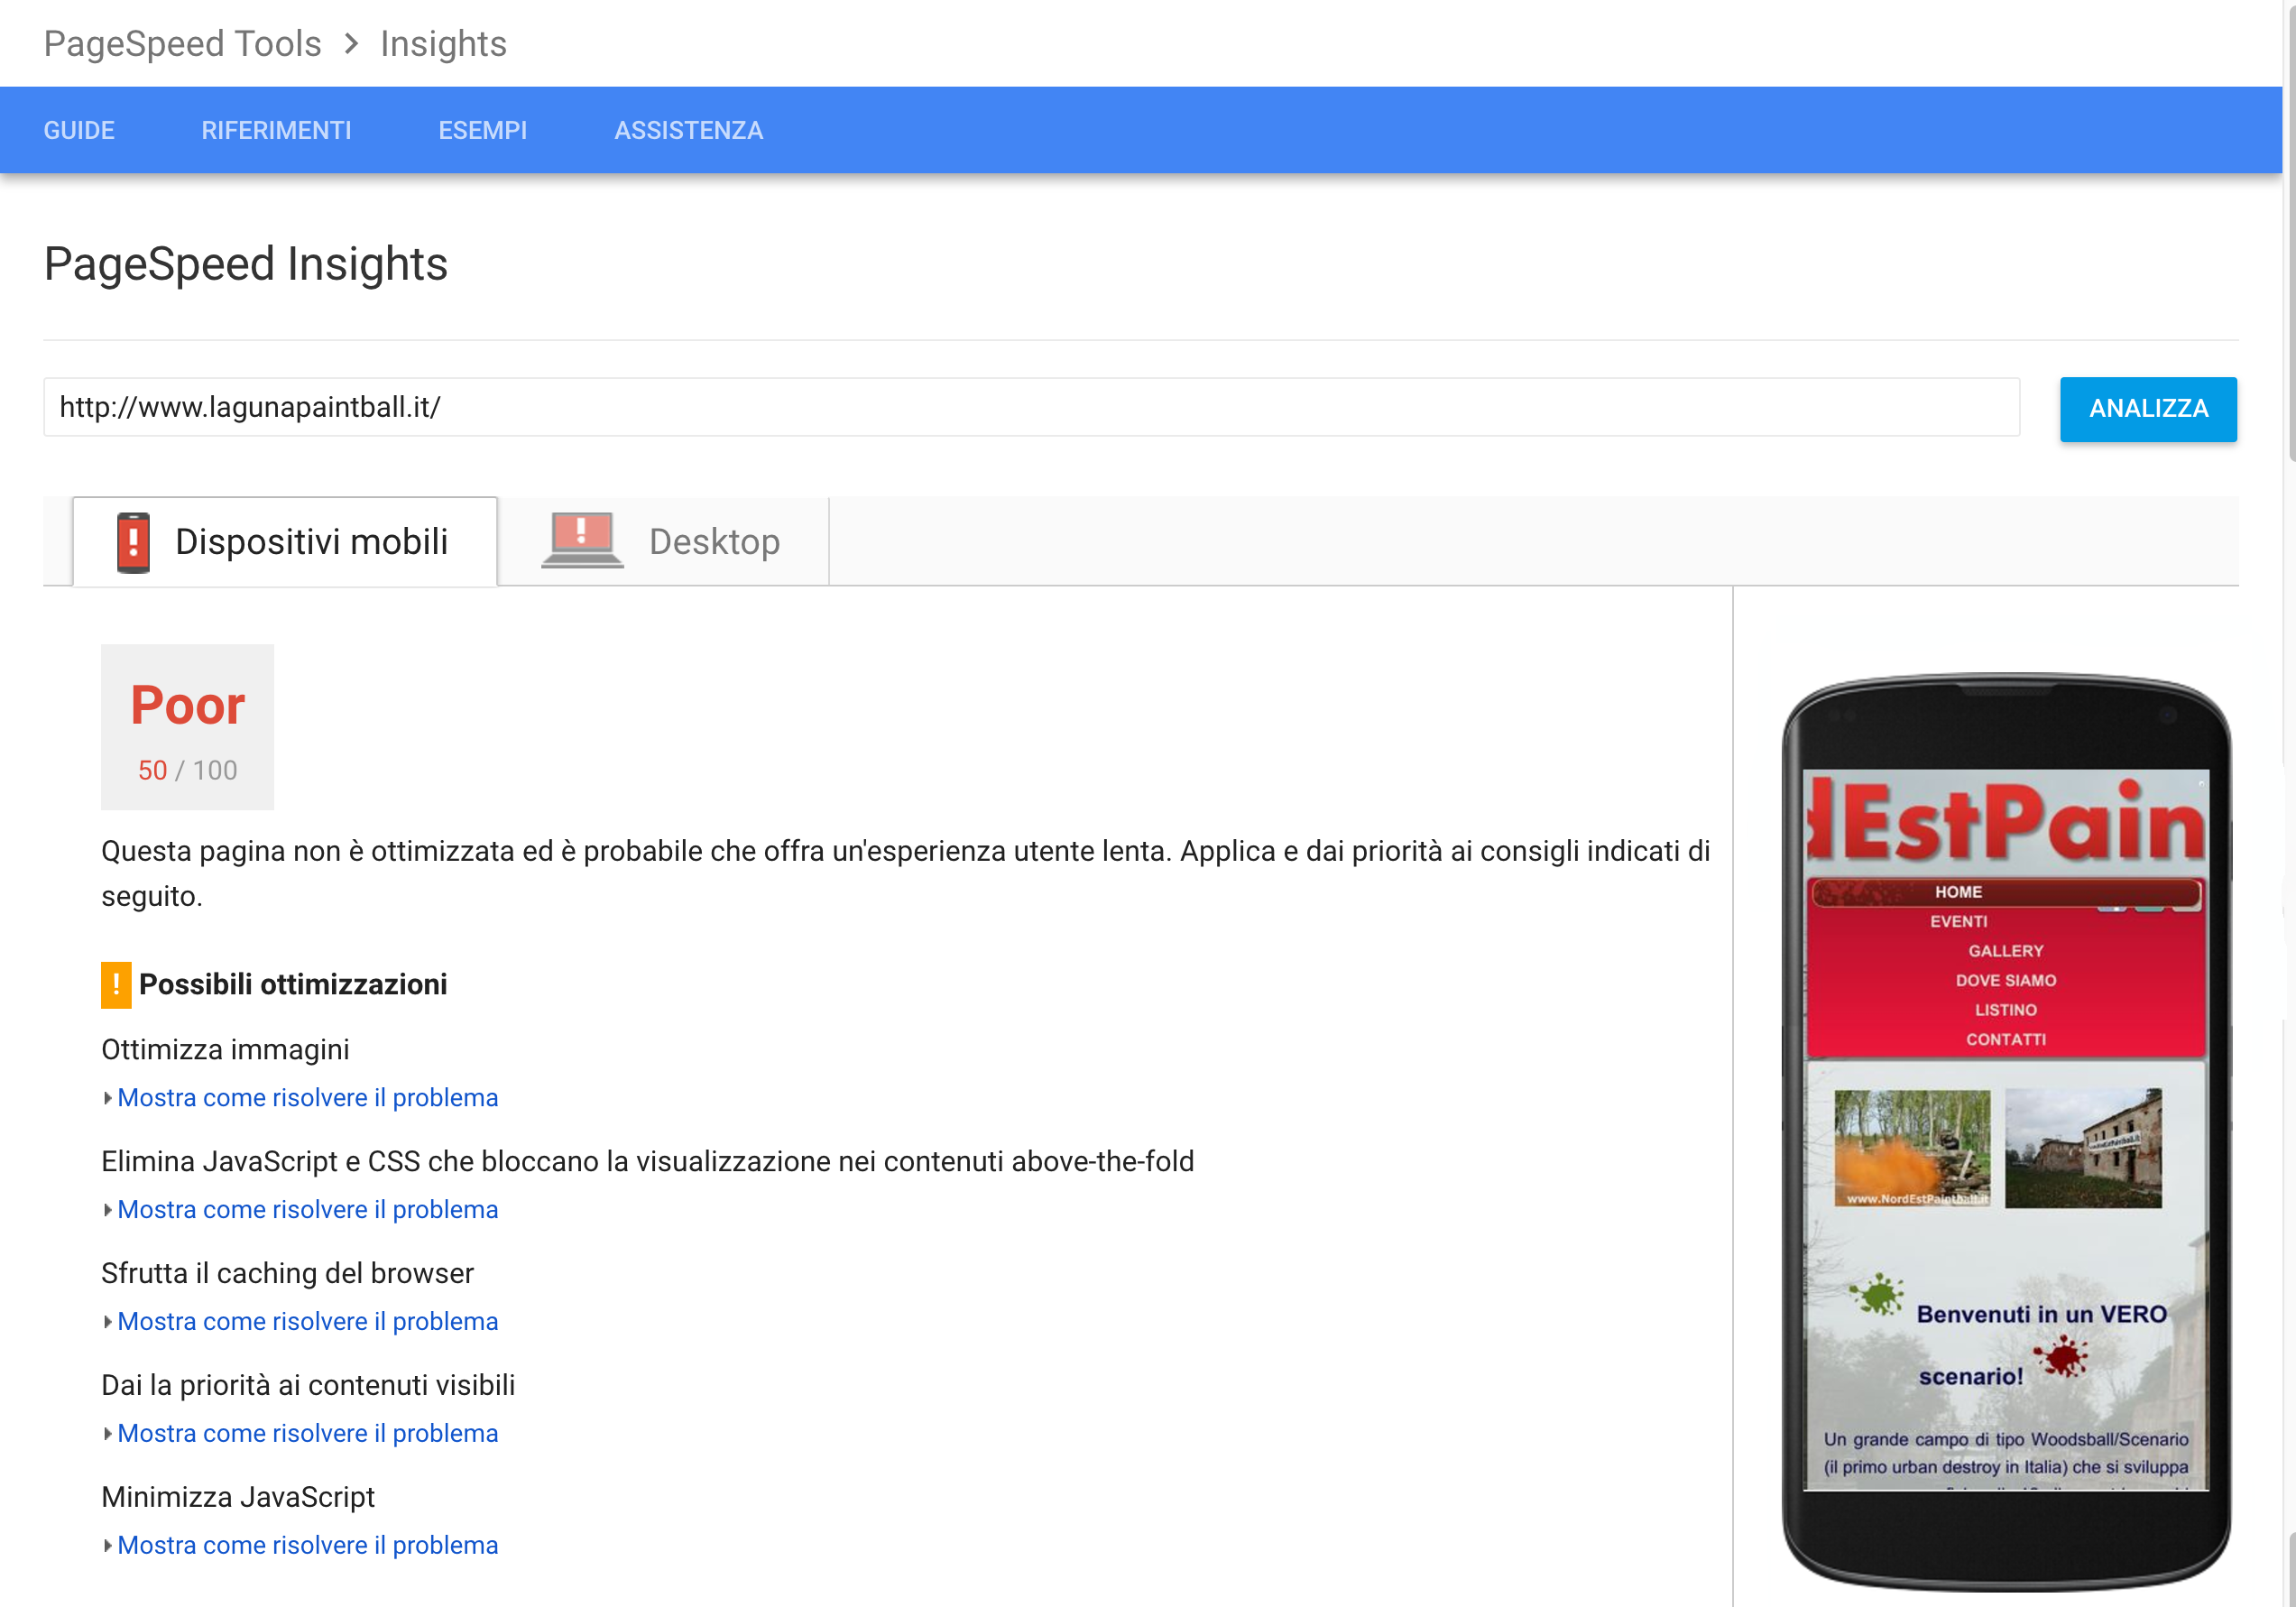 PageSpeed Tools > Insights
GUIDE RIFERIMENTI ESEMPI ASSISTENZA
PageSpeed Insights
http://www.lagunapaintball.it/ ANALIZZA
! Dispositivi mobili ! Desktop
Poor
50 / 100
Questa pagina non è ottimizzata ed è probabile che offra un'esperienza utente lenta. Applica e dai priorità ai consigli indicati di
seguito.
! Possibili ottimizzazioni
Ottimizza immagini
Mostra come risolvere il problema
Elimina JavaScript e CSS che bloccano la visualizzazione nei contenuti above-the-fold
Mostra come risolvere il problema
Sfrutta il caching del browser
Mostra come risolvere il problema
Dai la priorità ai contenuti visibili
Mostra come risolvere il problema
Minimizza JavaScript
Mostra come risolvere il problema
dEstPain
HOME
EVENTI
GALLERY
DOVE SIAMO
LISTINO
CONTATTI
www.NordEstPaintball.it
Benvenuti in un VERO
scenario!
Un grande campo di tipo Woodsball/Scenario
(il primo urban destroy in Italia) che si sviluppa